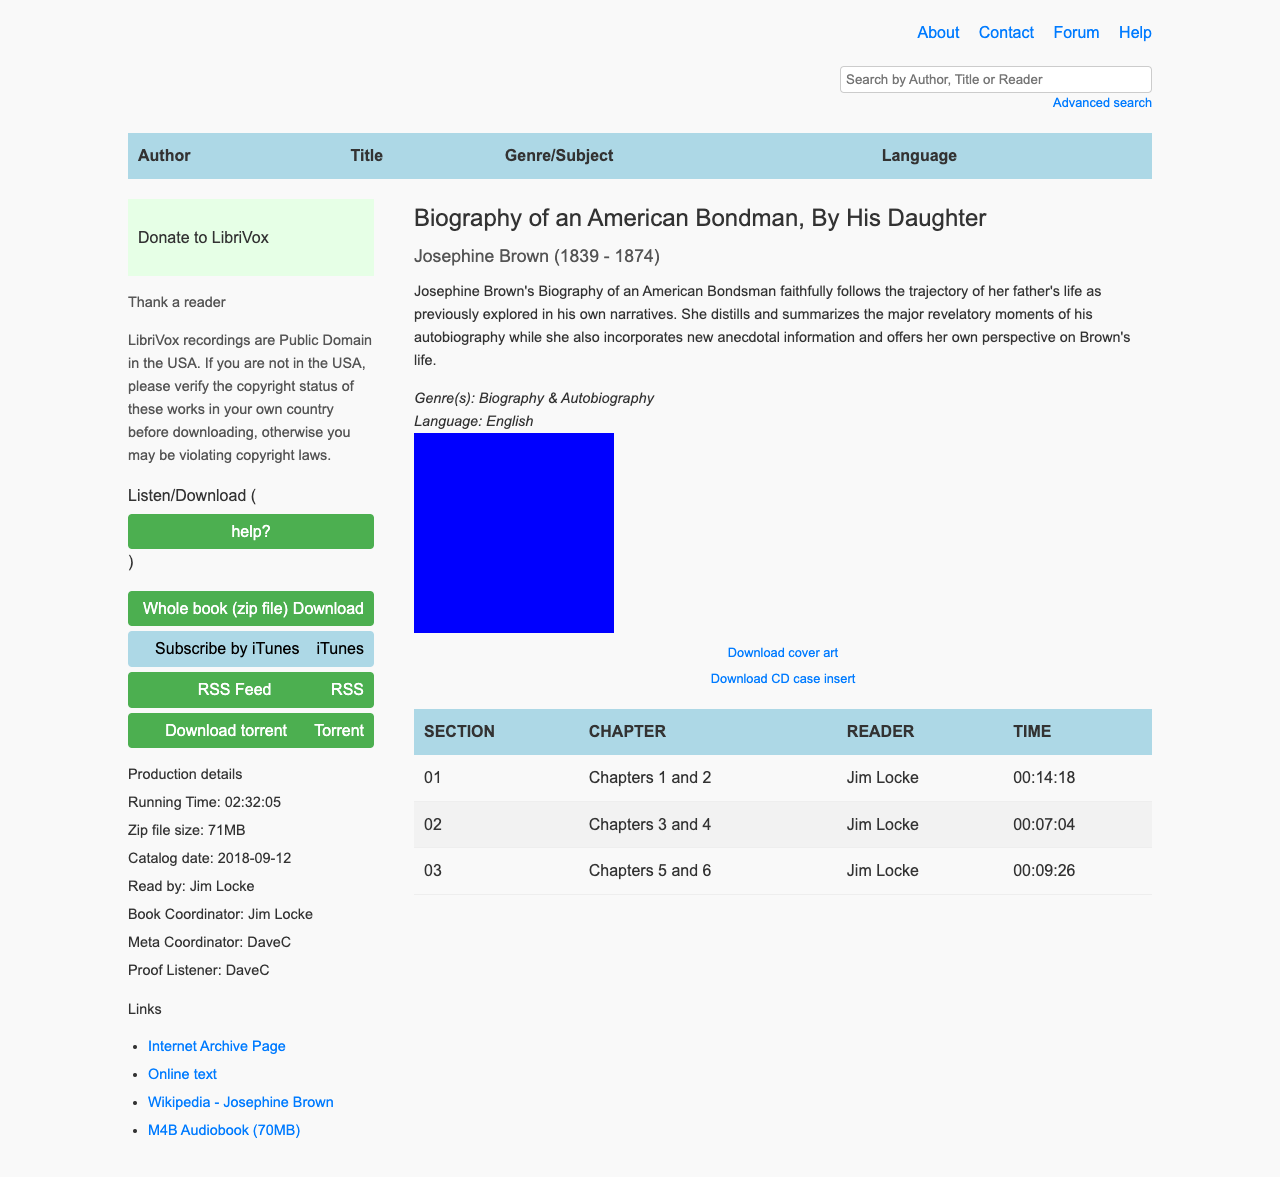 About Contact Forum Help
Search by Author, Title or Reader
Advanced search
Author Title Genre/Subject Language
Donate to LibriVox
Thank a reader
LibriVox recordings are Public Domain
in the USA. If you are not in the USA,
please verify the copyright status of
these works in your own country
before downloading, otherwise you
may be violating copyright laws.
Listen/Download (
help?
)
Whole book (zip file) Download
Subscribe by iTunes iTunes
RSS Feed RSS
Download torrent Torrent
Production details
Running Time: 02:32:05
Zip file size: 71MB
Catalog date: 2018-09-12
Read by: Jim Locke
Book Coordinator: Jim Locke
Meta Coordinator: DaveC
Proof Listener: DaveC
Links
Internet Archive Page
Online text
Wikipedia - Josephine Brown
M4B Audiobook (70MB)
Biography of an American Bondman, By His Daughter
Josephine Brown (1839 - 1874)
Josephine Brown's Biography of an American Bondsman faithfully follows the trajectory of her father's life as
previously explored in his own narratives. She distills and summarizes the major revelatory moments of his
autobiography while she also incorporates new anecdotal information and offers her own perspective on Brown's
life.
Genre(s): Biography & Autobiography
Language: English
Download cover art
Download CD case insert
SECTION CHAPTER READER TIME
01 Chapters 1 and 2 Jim Locke 00:14:18
02 Chapters 3 and 4 Jim Locke 00:07:04
03 Chapters 5 and 6 Jim Locke 00:09:26